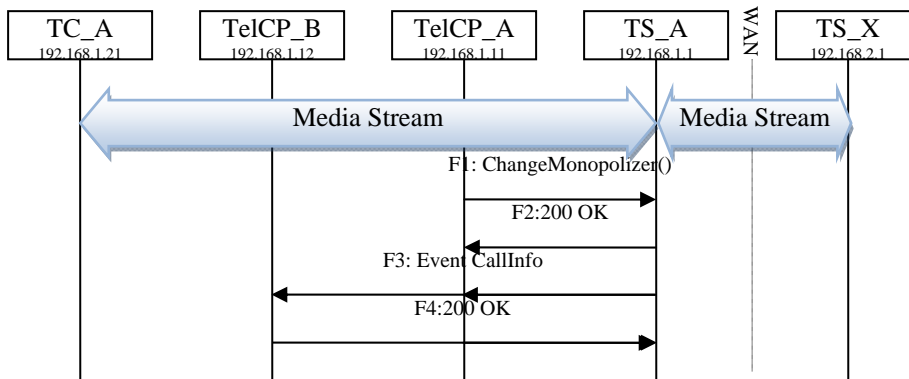 TC_A
192.168.1.21
TelCP_B
192.168.1.12
TelCP_A
192.168.1.11
TS_A
192.168.1.1
WAN
TS_X
192.168.2.1
Media Stream
Media Stream
F1: ChangeMonopolizer()
F2:200 OK
F3: Event CallInfo
F4:200 OK